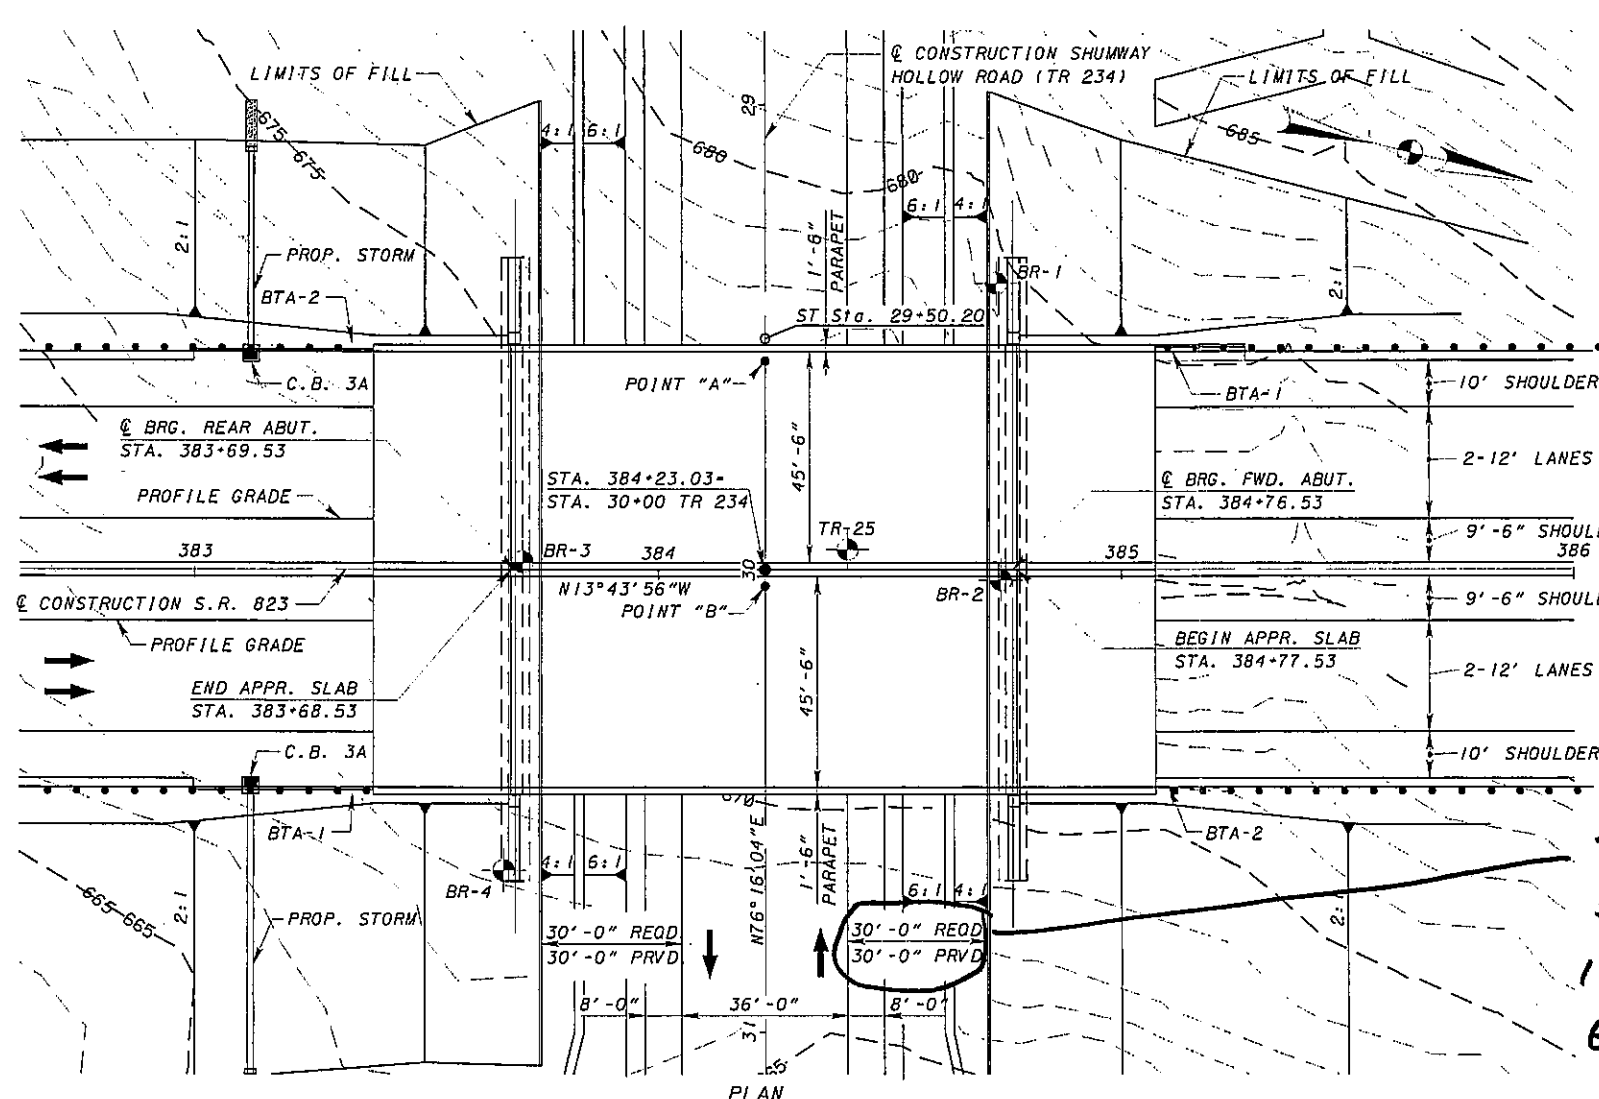 ℄ CONSTRUCTION SHUMWAY
HOLLOW ROAD (TR 234)
LIMITS OF FILL
LIMITS OF FILL
29
675
675
680
680
685
4:1 6:1
6:1 4:1
2:1
2:1
PROP. STORM
1'-6"
PARAPET
BR-1
BTA-2
ST Sta. 29+50.20
C.B. 3A
POINT "A"
BTA-1
10' SHOULDER
℄ BRG. REAR ABUT.
STA. 383+69.53
45'-6"
2-12' LANES
STA. 384+23.03=
STA. 30+00 TR 234
℄ BRG. FWD. ABUT.
STA. 384+76.53
PROFILE GRADE
TR-25
9'-6" SHOUL
383
BR-3
384
385
386
30
N13°43'56"W
BR-2
℄ CONSTRUCTION S.R. 823
POINT "B"
9'-6" SHOUL
PROFILE GRADE
BEGIN APPR. SLAB
STA. 384+77.53
45'-6"
2-12' LANES
END APPR. SLAB
STA. 383+68.53
C.B. 3A
10' SHOULDER
670
BTA-1
BTA-2
N76°16'04"E
1'-6"
PARAPET
4:1 6:1
BR-4
6:1 4:1
665
665
2:1
2:1
PROP. STORM
30'-0" REQD
30'-0" PRVD
30'-0" REQD
30'-0" PRVD
8'-0"
36'-0"
8'-0"
31
65
PLAN